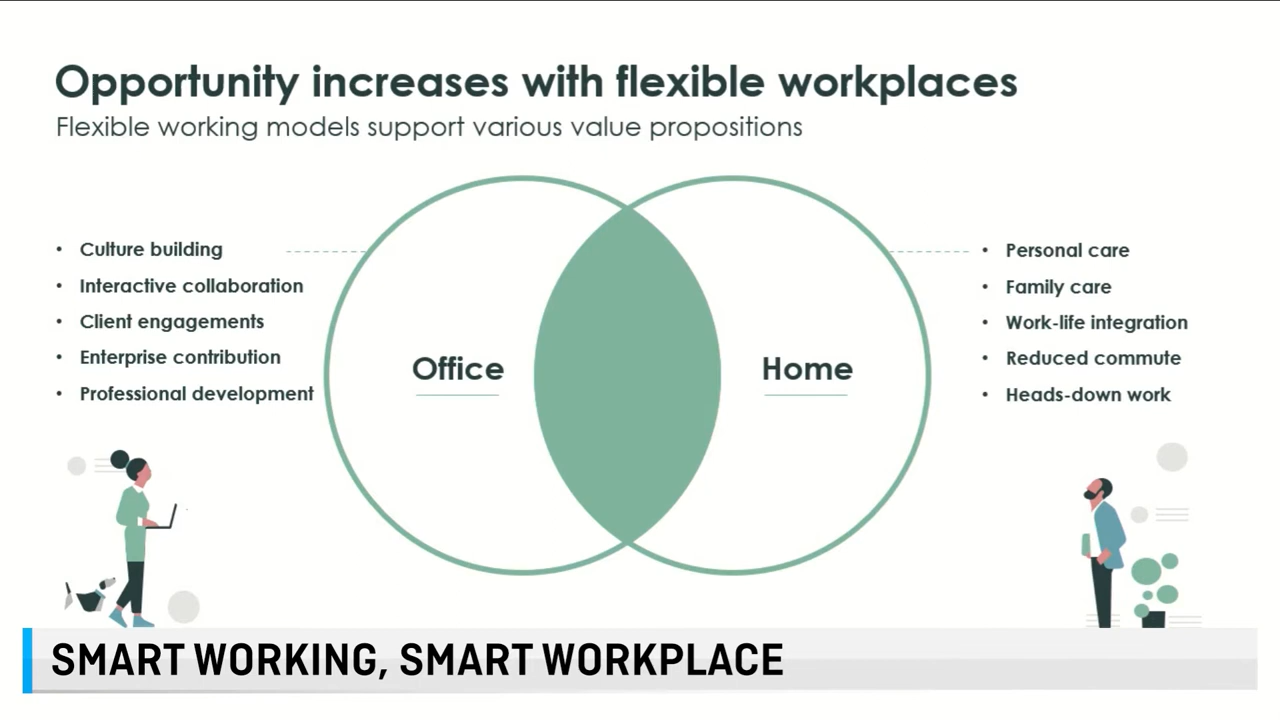 Opportunity increases with flexible workplaces
Flexible working models support various value propositions
• Culture building
• Interactive collaboration
• Client engagements
• Enterprise contribution
• Professional development
Office
Home
• Personal care
• Family care
• Work-life integration
• Reduced commute
• Heads-down work
SMART WORKING, SMART WORKPLACE